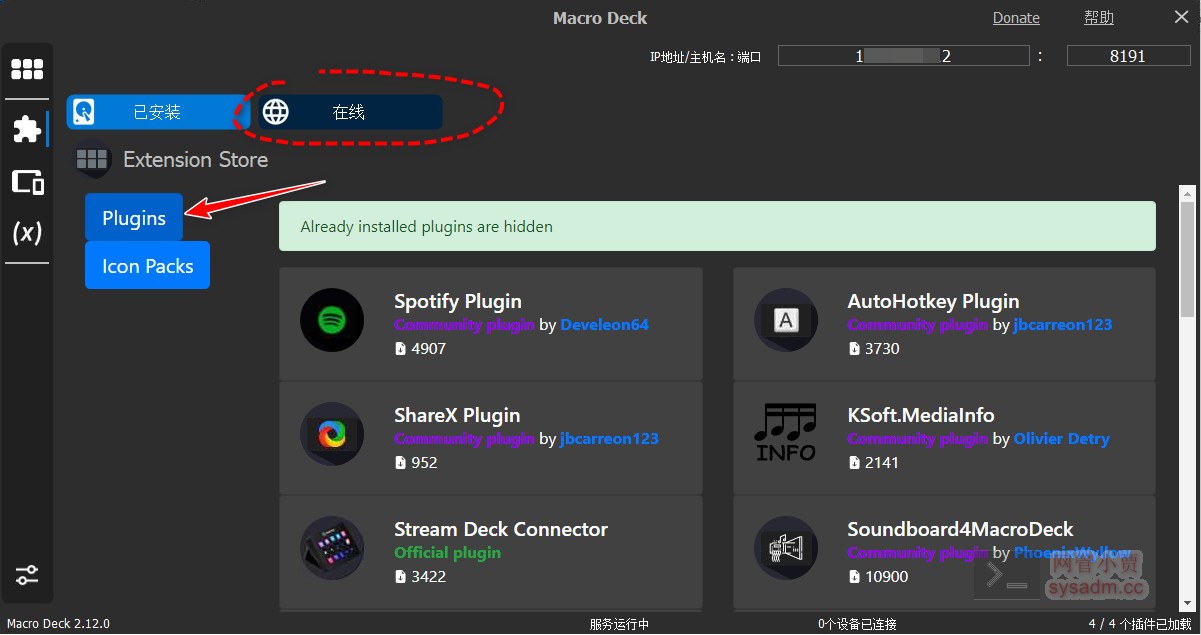 Macro Deck
Donate
帮助
IP地址/主机名：端口
1 2 : 8191
已安装
在线
Extension Store
Plugins
Icon Packs
Already installed plugins are hidden
Spotify Plugin
Community plugin by Develeon64
4907
AutoHotkey Plugin
Community plugin by jbcarreon123
3730
ShareX Plugin
Community plugin by jbcarreon123
952
INFO
KSoft.MediaInfo
Community plugin by Olivier Detry
2141
Stream Deck Connector
Official plugin
3422
Soundboard4MacroDeck
Community plugin by PhoenixWyllow
10900
网管小贾
sysadm.cc
Macro Deck 2.12.0
服务运行中
0个设备已连接
4 / 4 个插件已加载